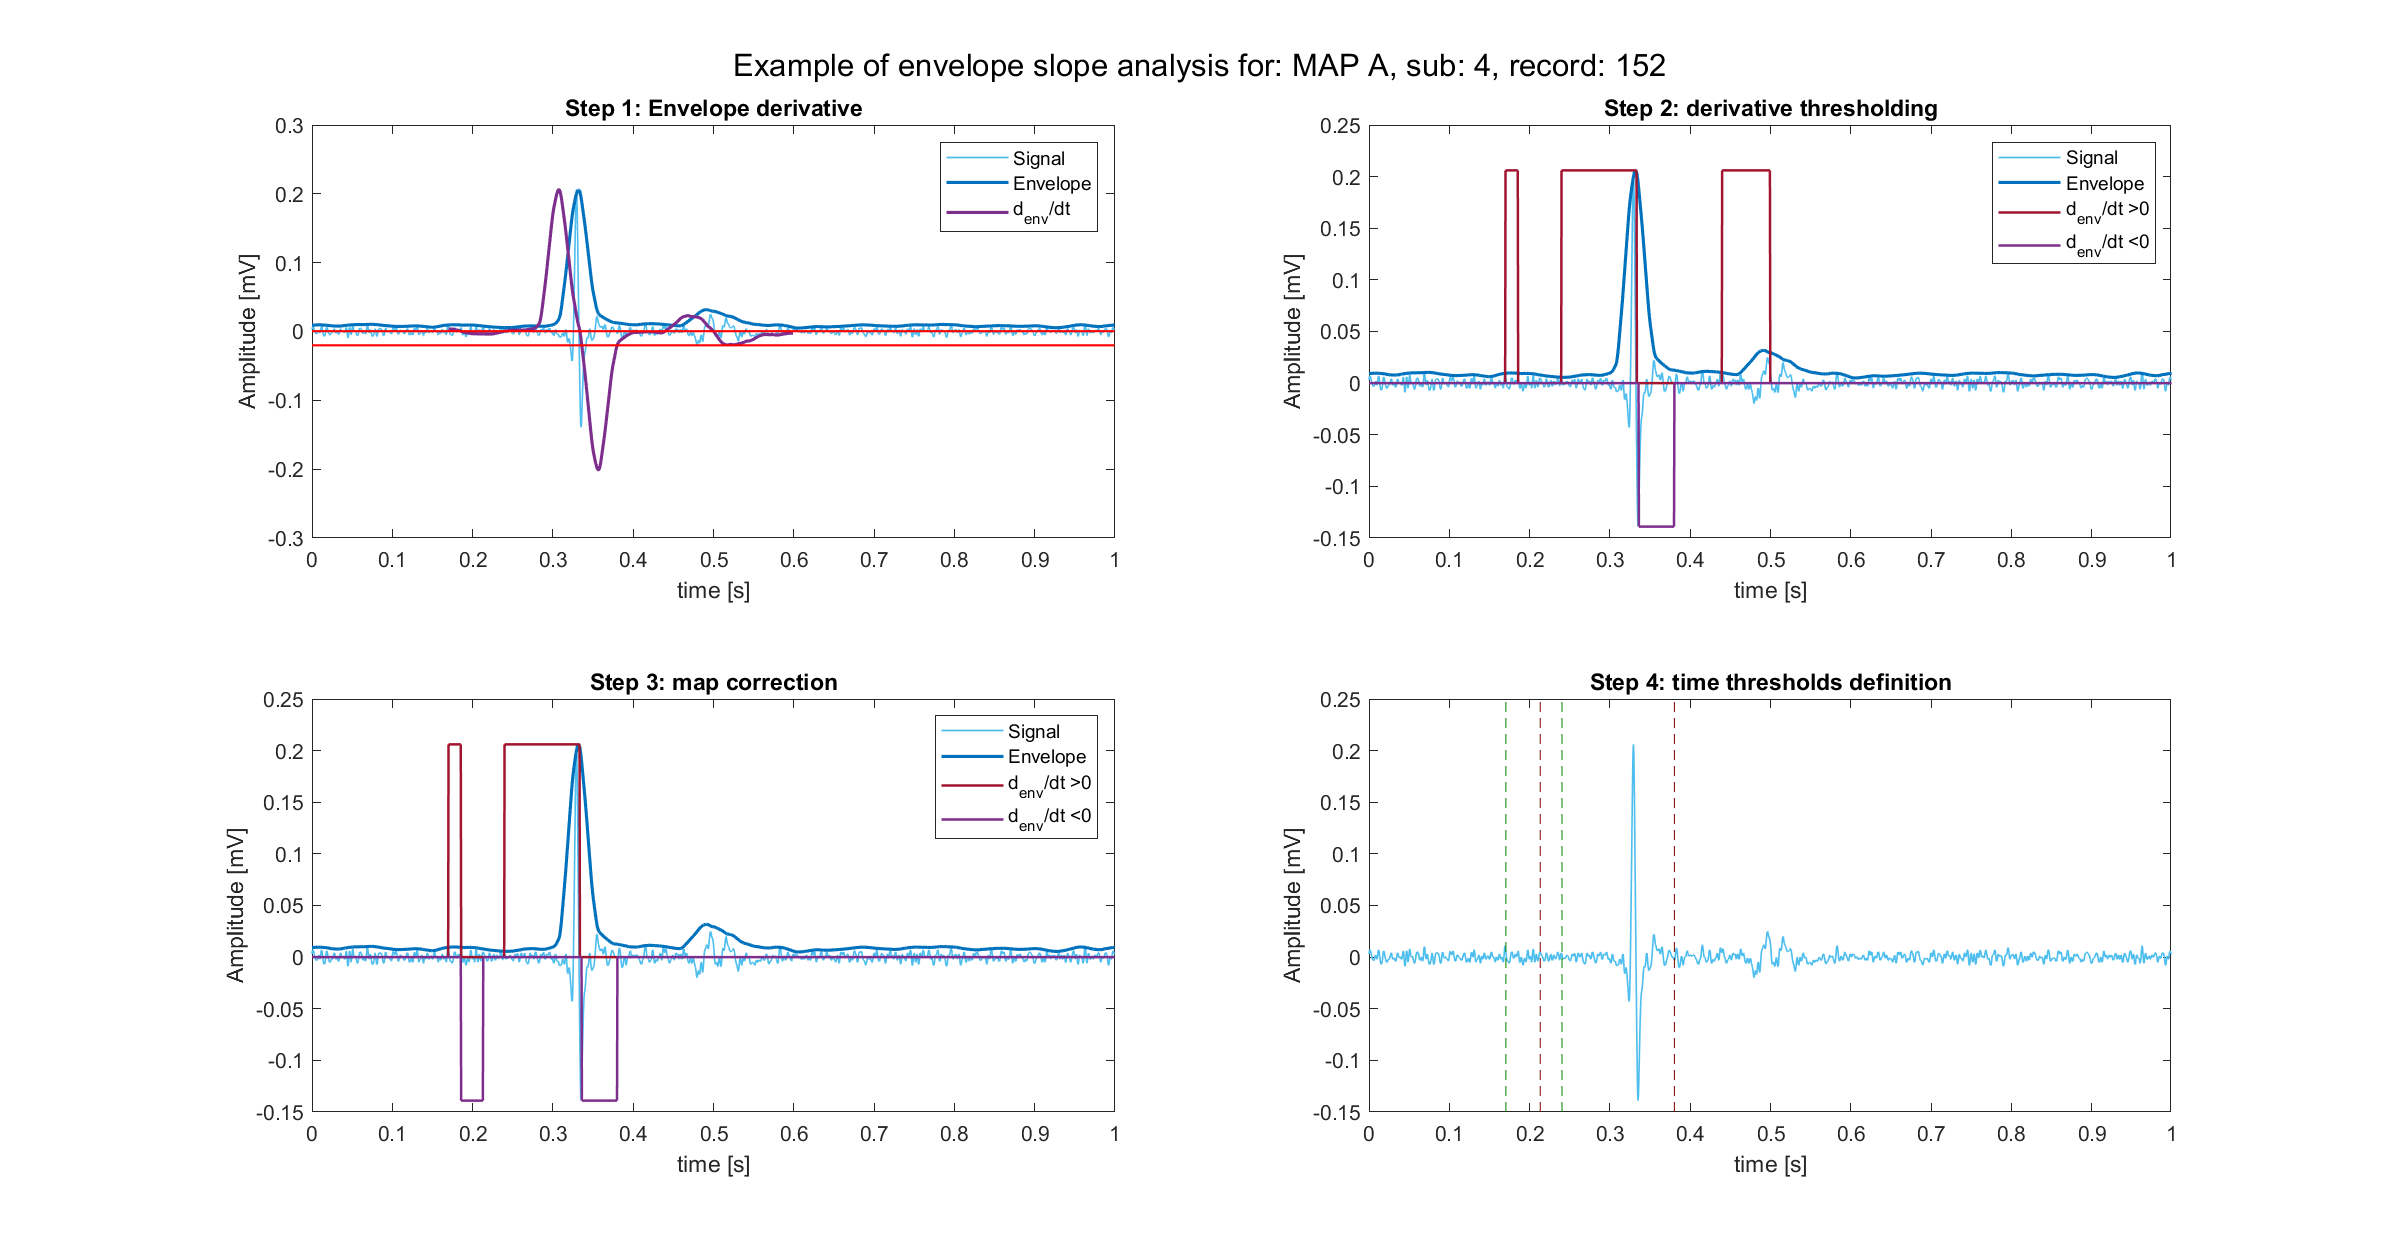 Example of envelope slope analysis for: MAP A, sub: 4, record: 152
Step 1: Envelope derivative
0.3
0.2
0.1
0
-0.1
-0.2
-0.3
Amplitude [mV]
0 0.1 0.2 0.3 0.4 0.5 0.6 0.7 0.8 0.9 1
time [s]
Signal
Envelope
d_env/dt
Step 2: derivative thresholding
0.25
0.2
0.15
0.1
0.05
0
-0.05
-0.1
-0.15
Amplitude [mV]
0 0.1 0.2 0.3 0.4 0.5 0.6 0.7 0.8 0.9 1
time [s]
Signal
Envelope
d_env/dt >0
d_env/dt <0
Step 3: map correction
0.25
0.2
0.15
0.1
0.05
0
-0.05
-0.1
-0.15
Amplitude [mV]
0 0.1 0.2 0.3 0.4 0.5 0.6 0.7 0.8 0.9 1
time [s]
Signal
Envelope
d_env/dt >0
d_env/dt <0
Step 4: time thresholds definition
0.25
0.2
0.15
0.1
0.05
0
-0.05
-0.1
-0.15
Amplitude [mV]
0 0.1 0.2 0.3 0.4 0.5 0.6 0.7 0.8 0.9 1
time [s]